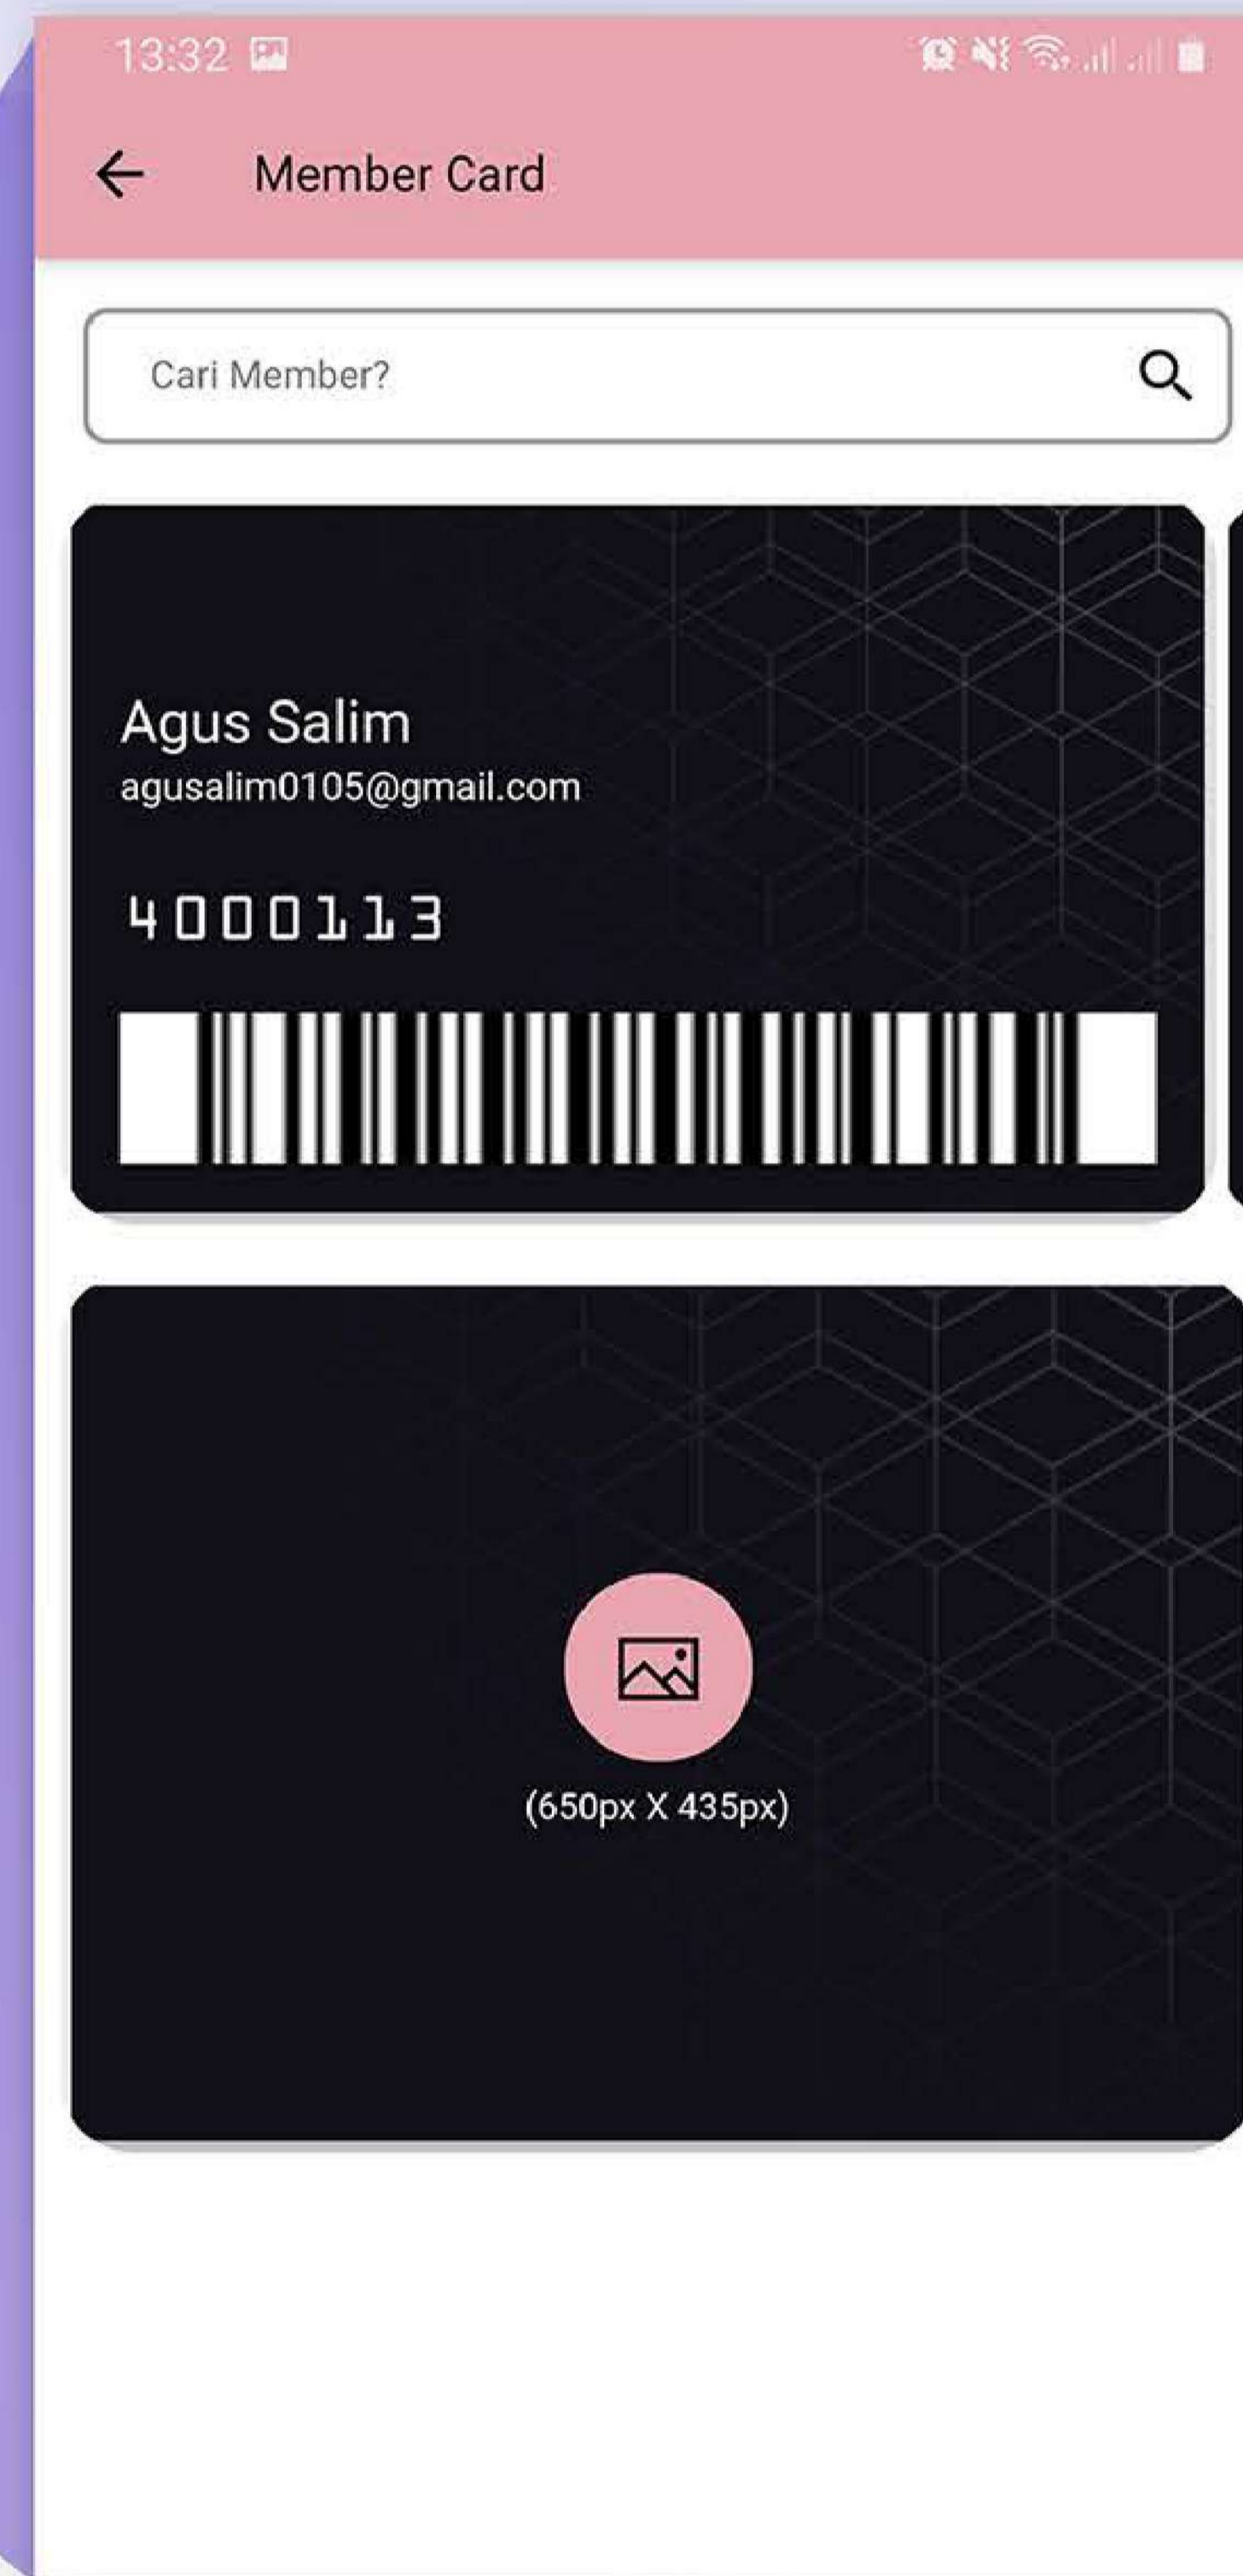 13:32
Member Card
Cari Member?
Agus Salim
agusalim0105@gmail.com
4000113
(650px X 435px)